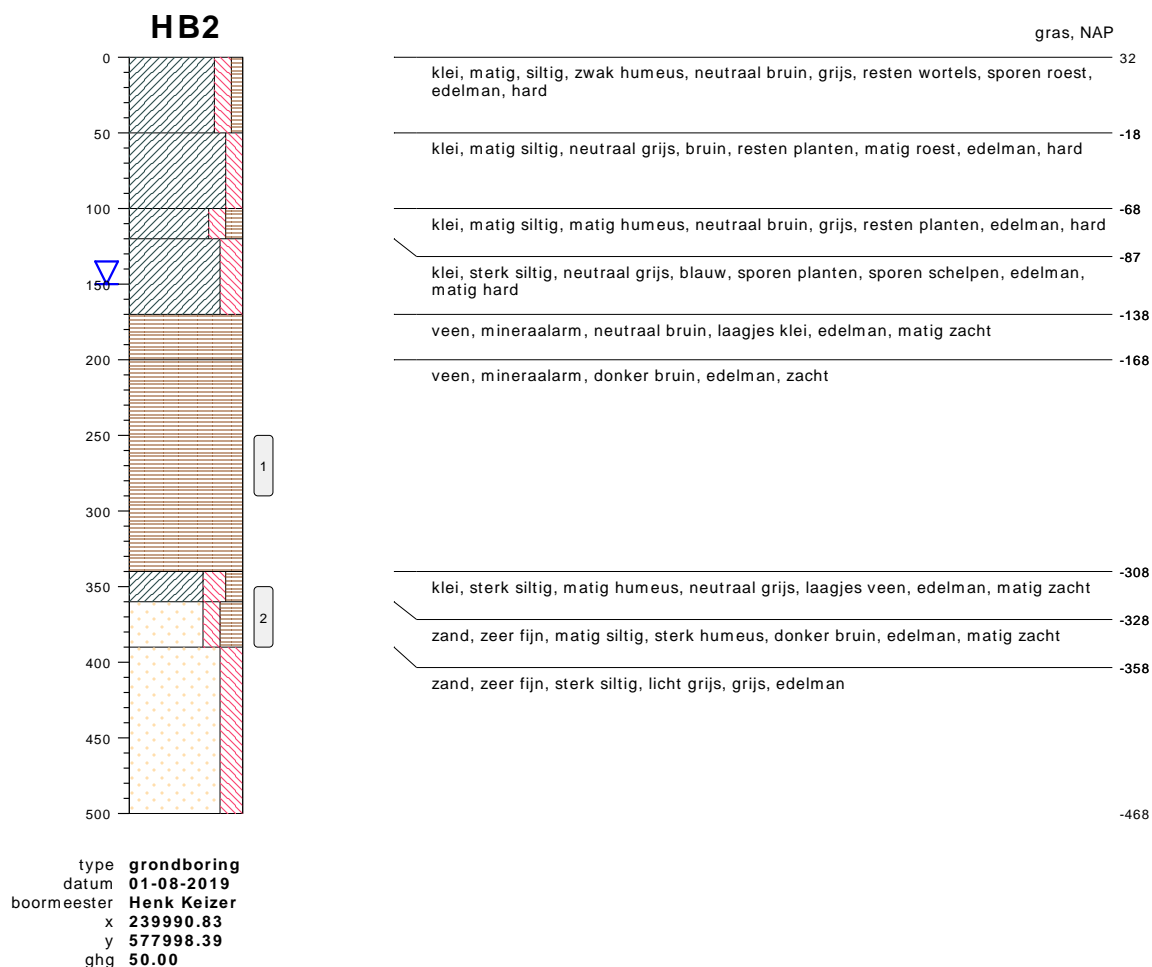 HB2
gras, NAP
0
32
klei, matig, siltig, zwak humeus, neutraal bruin, grijs, resten wortels, sporen roest,
edelman, hard
50
-18
klei, matig siltig, neutraal grijs, bruin, resten planten, matig roest, edelman, hard
100
-68
klei, matig siltig, matig humeus, neutraal bruin, grijs, resten planten, edelman, hard
-87
klei, sterk siltig, neutraal grijs, blauw, sporen planten, sporen schelpen, edelman,
matig hard
150
-138
veen, mineraalarm, neutraal bruin, laagjes klei, edelman, matig zacht
200
-168
veen, mineraalarm, donker bruin, edelman, zacht
250
1
300
-308
350
klei, sterk siltig, matig humeus, neutraal grijs, laagjes veen, edelman, matig zacht
2
-328
zand, zeer fijn, matig siltig, sterk humeus, donker bruin, edelman, matig zacht
400
-358
zand, zeer fijn, sterk siltig, licht grijs, grijs, edelman
450
500
-468
type grondboring
datum 01-08-2019
boormeester Henk Keizer
x 239990.83
y 577998.39
ghg 50.00